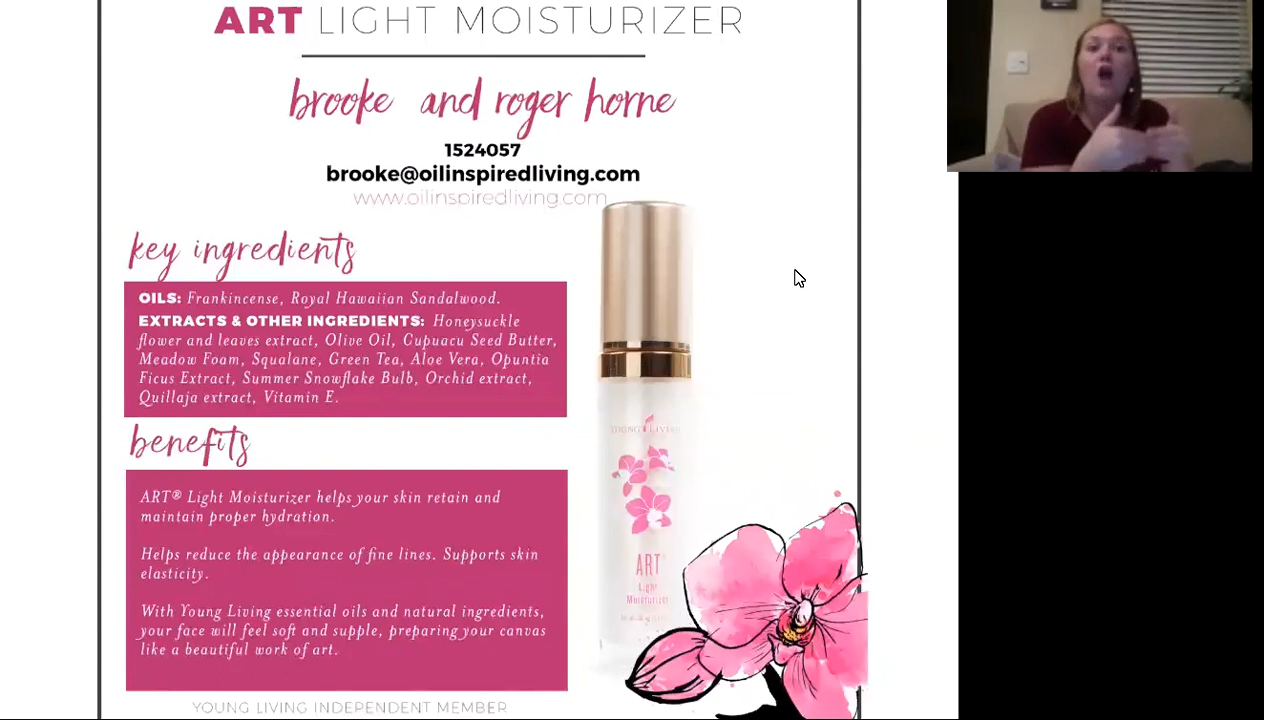 ART LIGHT MOISTURIZER
brooke and roger horne
1524057
brooke@oilinspiredliving.com
www.oilinspiredliving.com
key ingredients
OILS: Frankincense, Royal Hawaiian Sandalwood.
EXTRACTS & OTHER INGREDIENTS: Honeysuckle
flower and leaves extract, Olive Oil, Cupuacu Seed Butter,
Meadow Foam, Squalane, Green Tea, Aloe Vera, Opuntia
Ficus Extract, Summer Snowflake Bulb, Orchid extract,
Quillaja extract, Vitamin E.
benefits
ART® Light Moisturizer helps your skin retain and
maintain proper hydration.
Helps reduce the appearance of fine lines. Supports skin
elasticity.
With Young Living essential oils and natural ingredients,
your face will feel soft and supple, preparing your canvas
like a beautiful work of art.
YOUNG LIVING
ART
Light
Moisturizer
YOUNG LIVING INDEPENDENT MEMBER